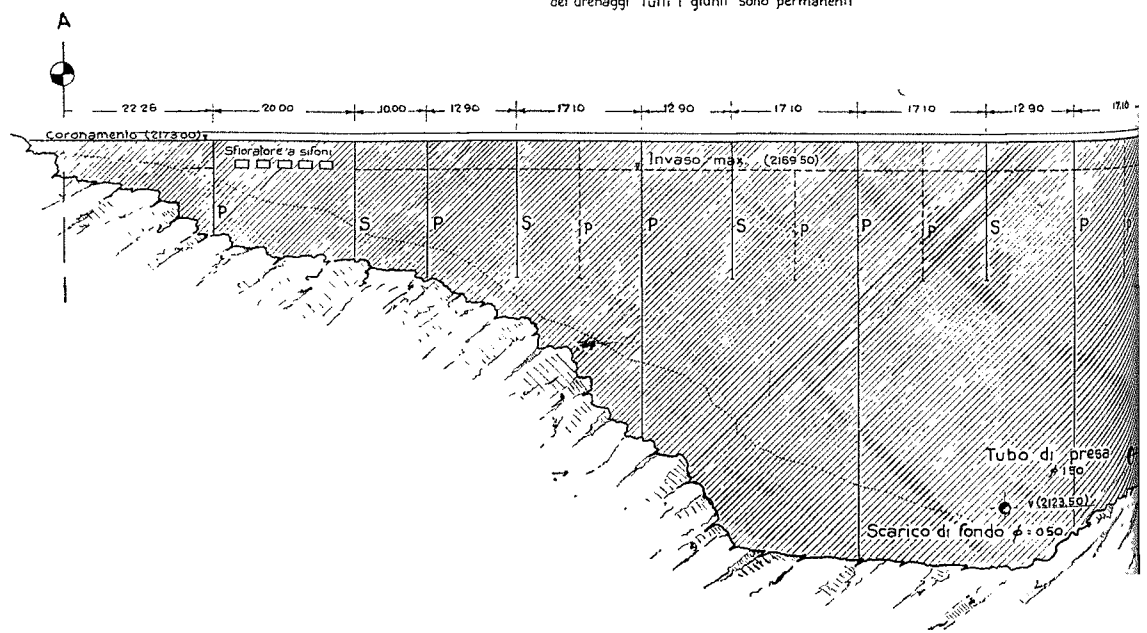 dei drenaggi Tutti i giunti sono permanenti
A
22.26 20.00 10.00 12.90 17.10 12.90 17.10 17.10 12.90 17.10
Coronamento (2173.00)
Sfioratore a sifoni
Invaso max. (2169.50)
P S P S P P S P P P S P
Tubo di presa
ϕ 1.90
(2123.50)
Scarico di fondo ϕ = 0.50